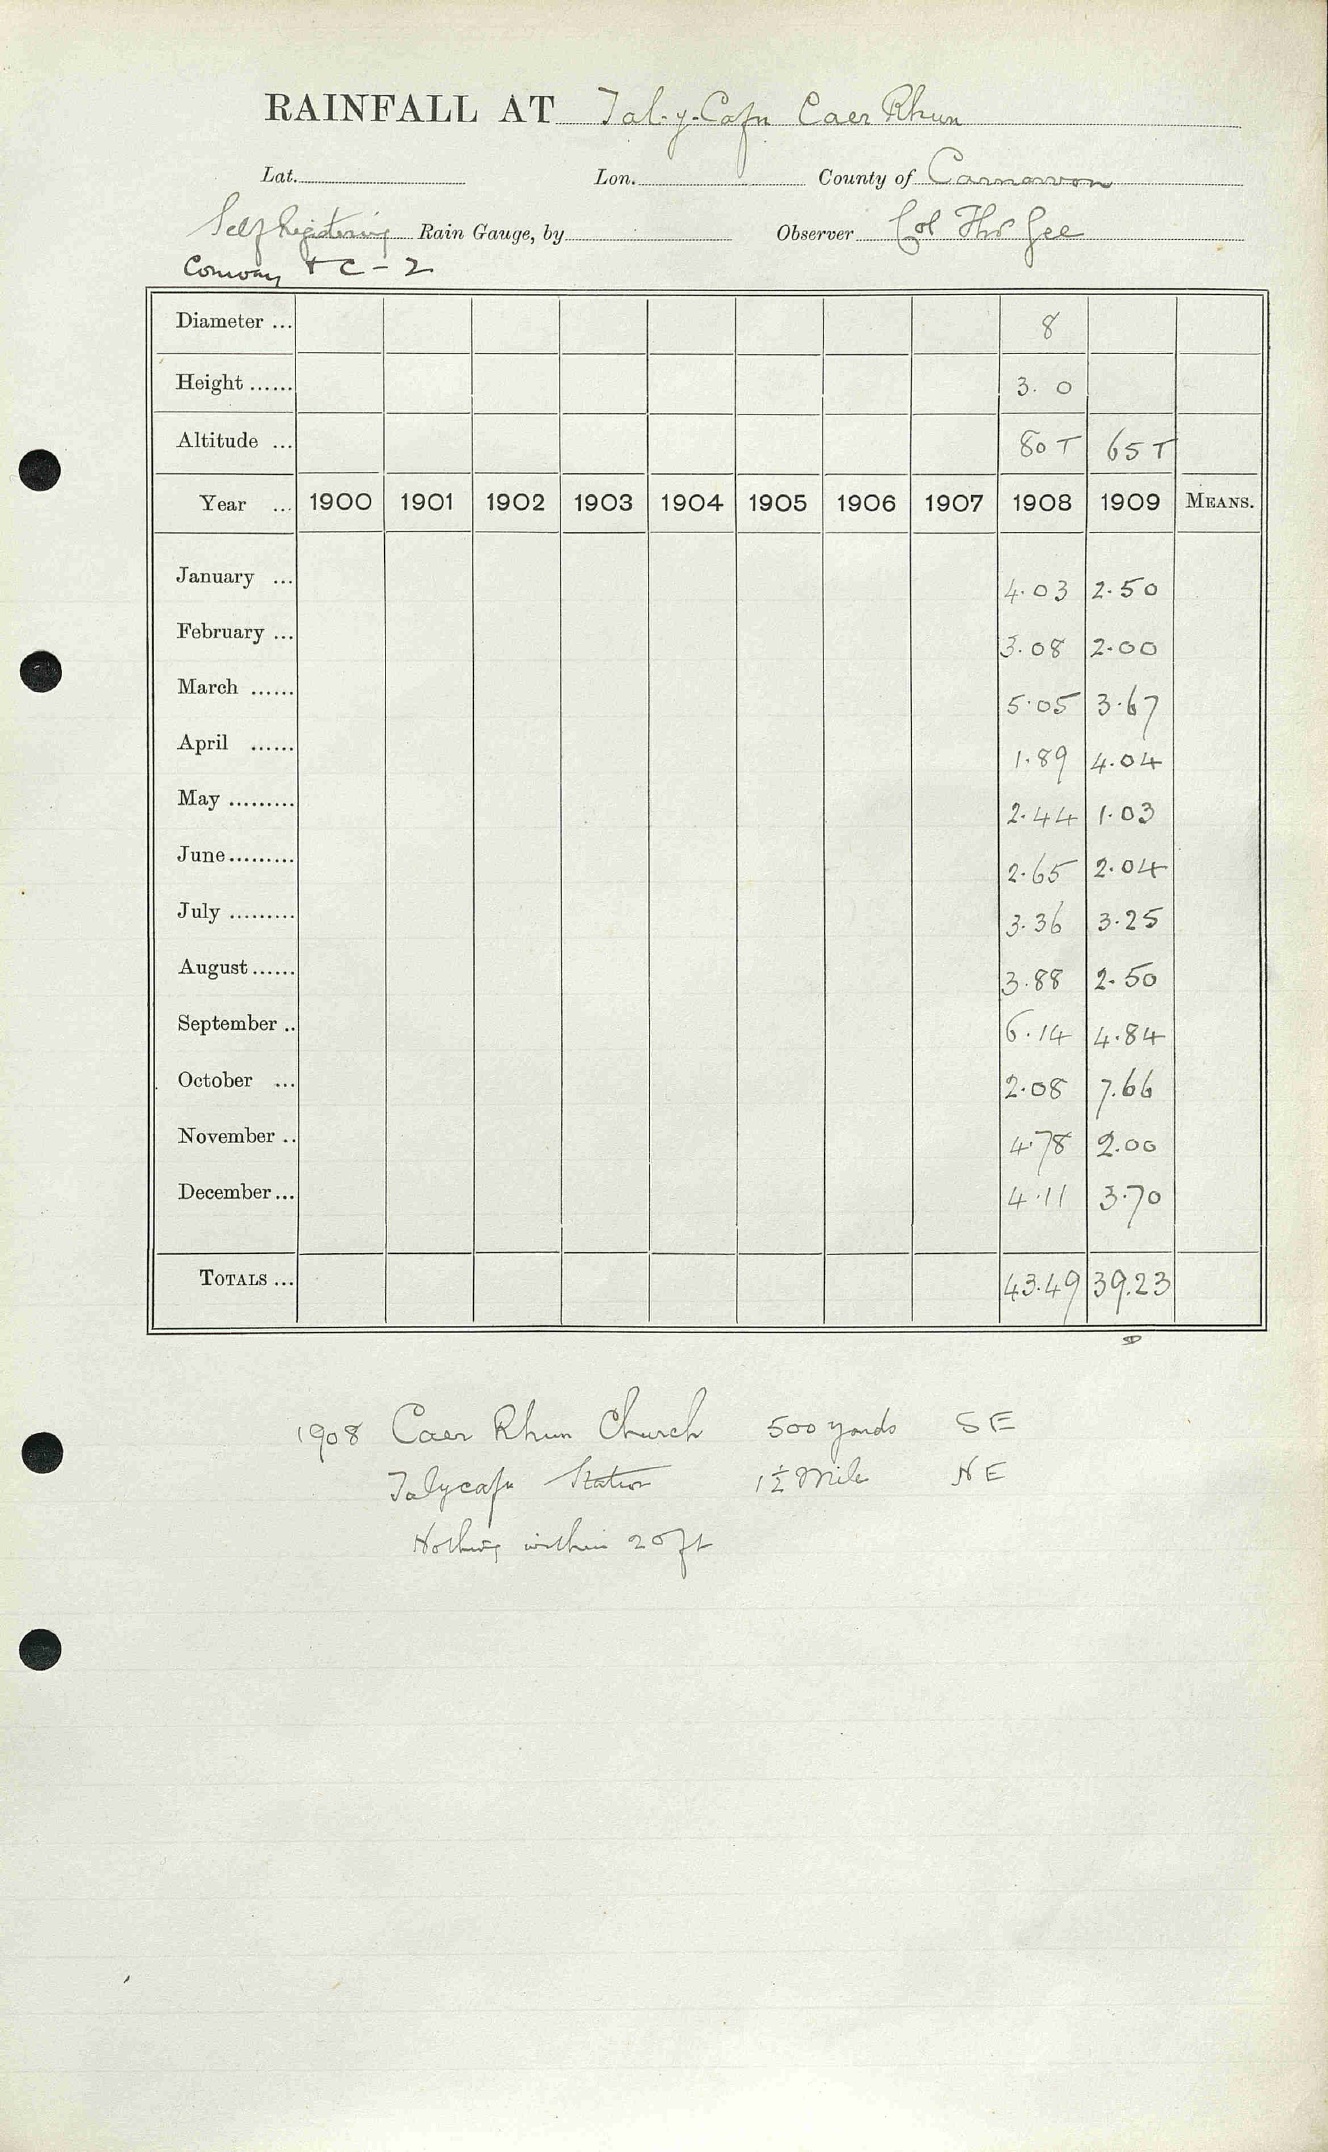 RAINFALL AT Tal-y-Cafn Caer Rhun
Lat. Lon. County of Carnarvon
Self Registering Rain Gauge, by Observer Col Thos Gee
Conway & C - 2
Diameter ... 8
Height ...... 3. 0
Altitude ... 80 T 65 T
Year ... 1900 1901 1902 1903 1904 1905 1906 1907 1908 1909 MEANS.
January ... 4.03 2.50
February ... 3.08 2.00
March ...... 5.05 3.67
April ...... 1.89 4.04
May ......... 2.44 1.03
June ......... 2.65 2.04
July ......... 3.36 3.25
August ...... 3.88 2.50
September .. 6.14 4.84
October ... 2.08 7.66
November .. 4.78 2.00
December ... 4.11 3.70
TOTALS ... 43.49 39.23
1908 Caer Rhun Church 500 yards SE
Talycafn Station 1½ Mile NE
Nothing within 20 ft